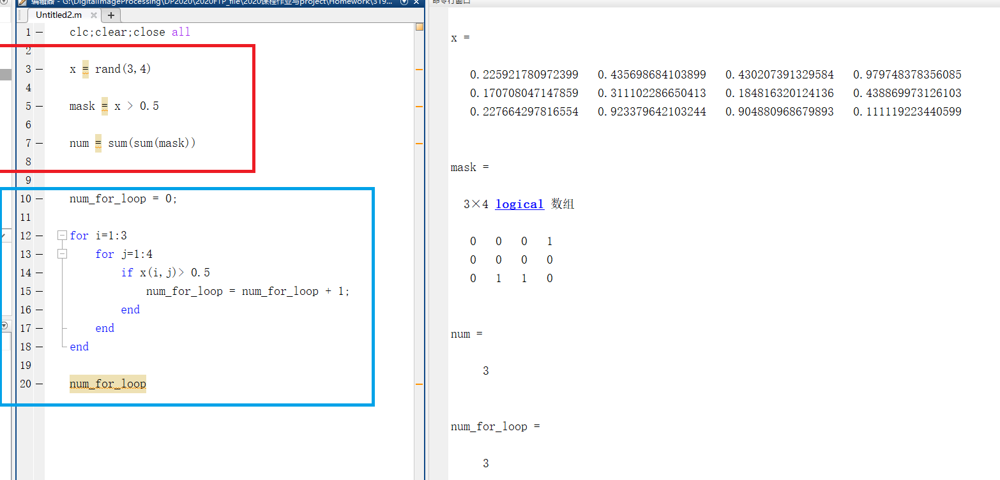 编辑器 - G:\DigitalImageProcessing\DP2020\2020FTP_file\2020课程作业与project\Homework\319...
Untitled2.m
1 clc;clear;close all
2
3 x = rand(3,4)
4
5 mask = x > 0.5
6
7 num = sum(sum(mask))
8
9
10 num_for_loop = 0;
11
12 for i=1:3
13 for j=1:4
14 if x(i,j)> 0.5
15 num_for_loop = num_for_loop + 1;
16 end
17 end
18 end
19
20 num_for_loop
命令行窗口
x =
0.225921780972399 0.435698684103899 0.430207391329584 0.979748378356085
0.170708047147859 0.311102286650413 0.184816320124136 0.438869973126103
0.227664297816554 0.923379642103244 0.904880968679893 0.111119223440599
mask =
3×4 logical 数组
0 0 0 1
0 0 0 0
0 1 1 0
num =
3
num_for_loop =
3